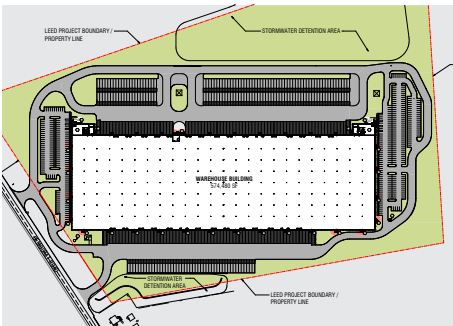 LEED PROJECT BOUNDARY /
PROPERTY LINE
STORMWATER DETENTION AREA
WAREHOUSE BUILDING
574,480 SF
STORMWATER
DETENTION AREA
LEED PROJECT BOUNDARY /
PROPERTY LINE